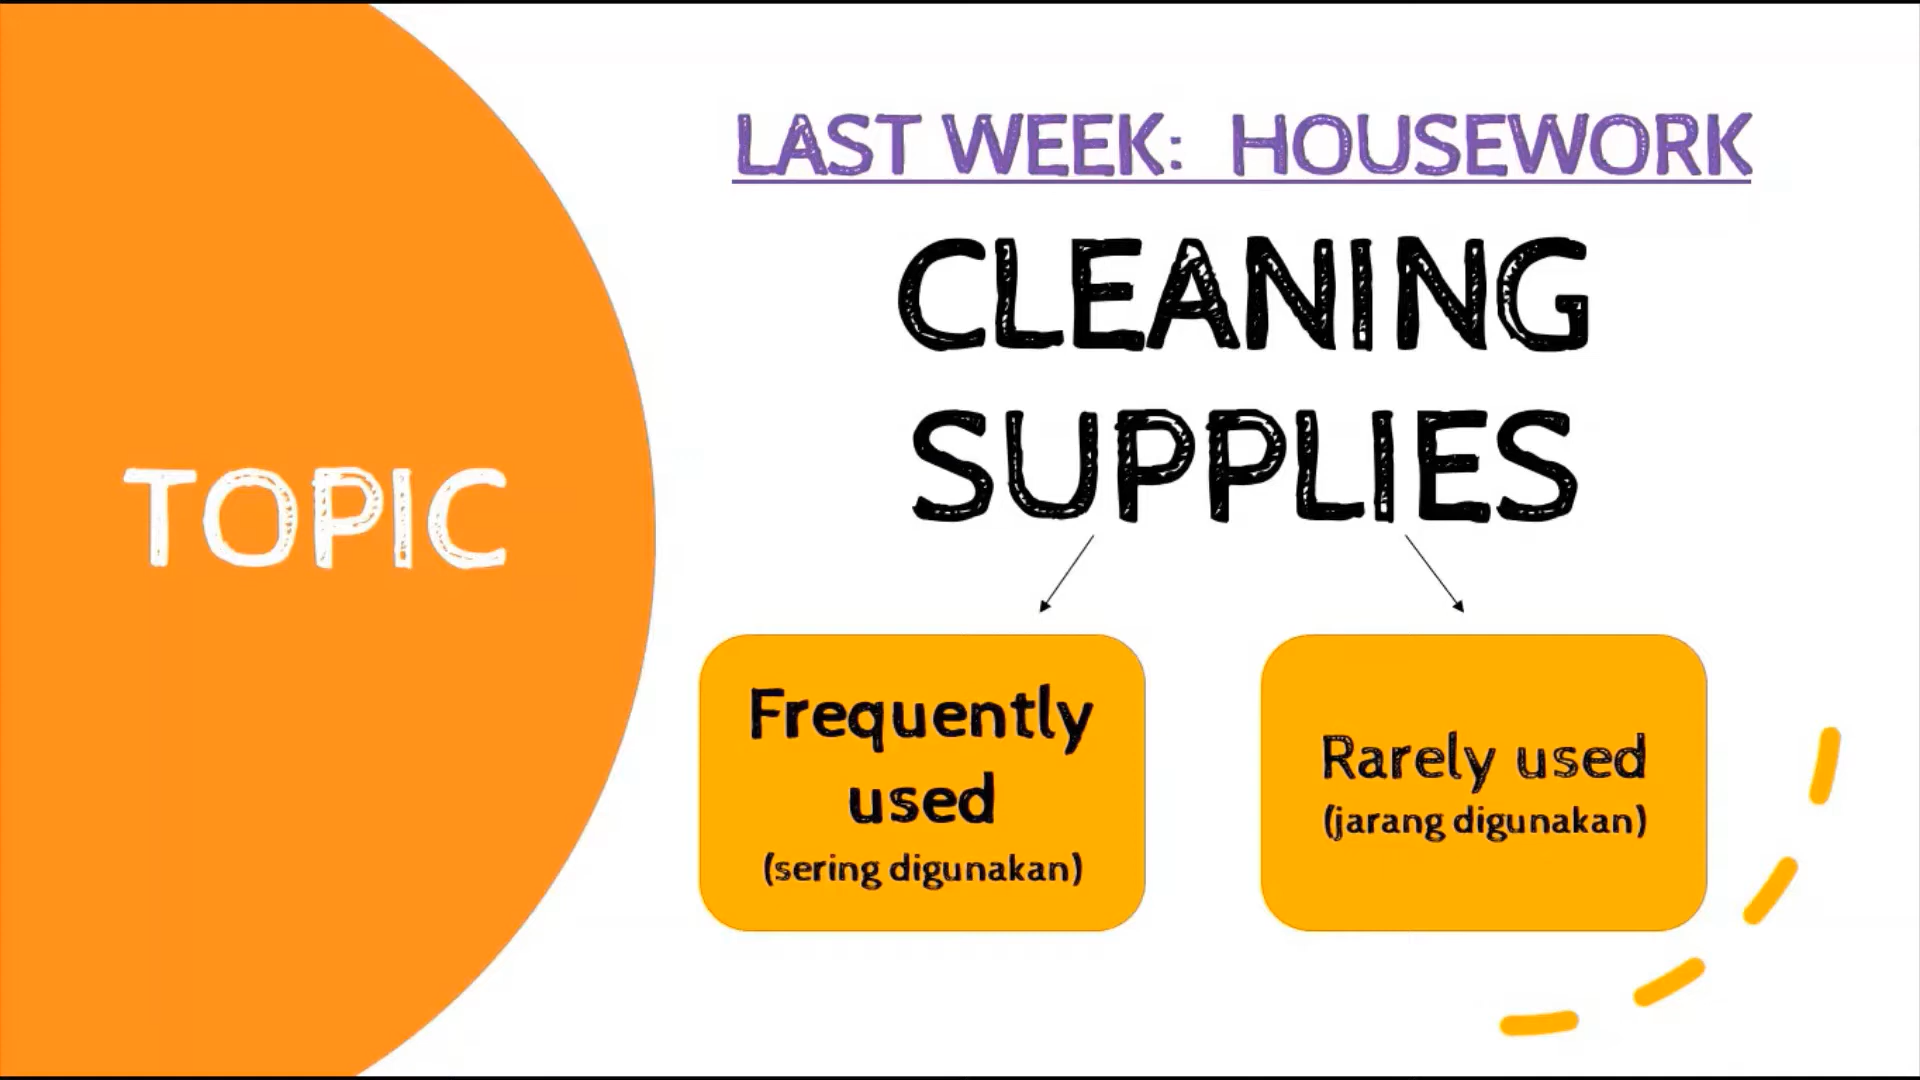 TOPIC
LAST WEEK: HOUSEWORK
CLEANING
SUPPLIES
Frequently
used
(sering digunakan)
Rarely used
(jarang digunakan)